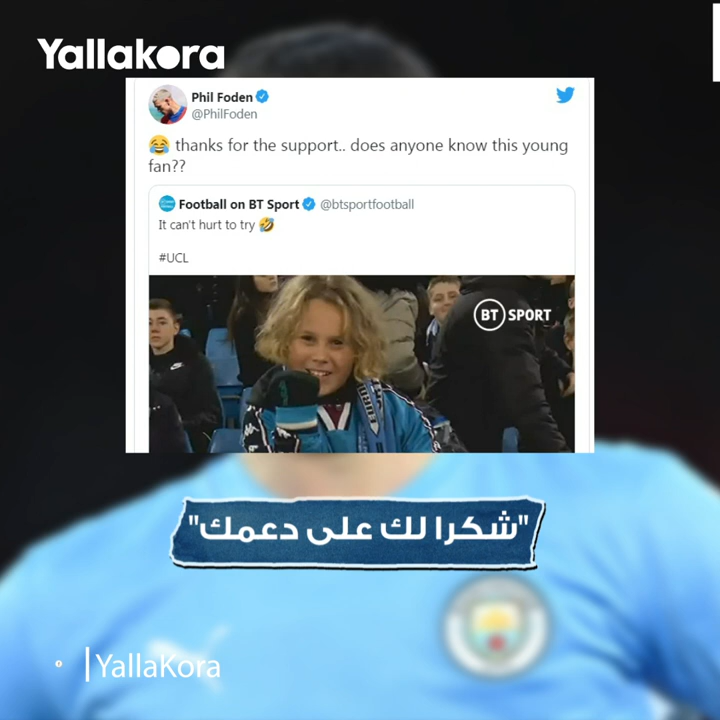 Yallakora
Phil Foden
@PhilFoden
😂 thanks for the support.. does anyone know this young
fan??
Football on BT Sport @btsportfootball
It can't hurt to try 🤣
#UCL
BT SPORT
"شكرا لك على دعمك"
YallaKora